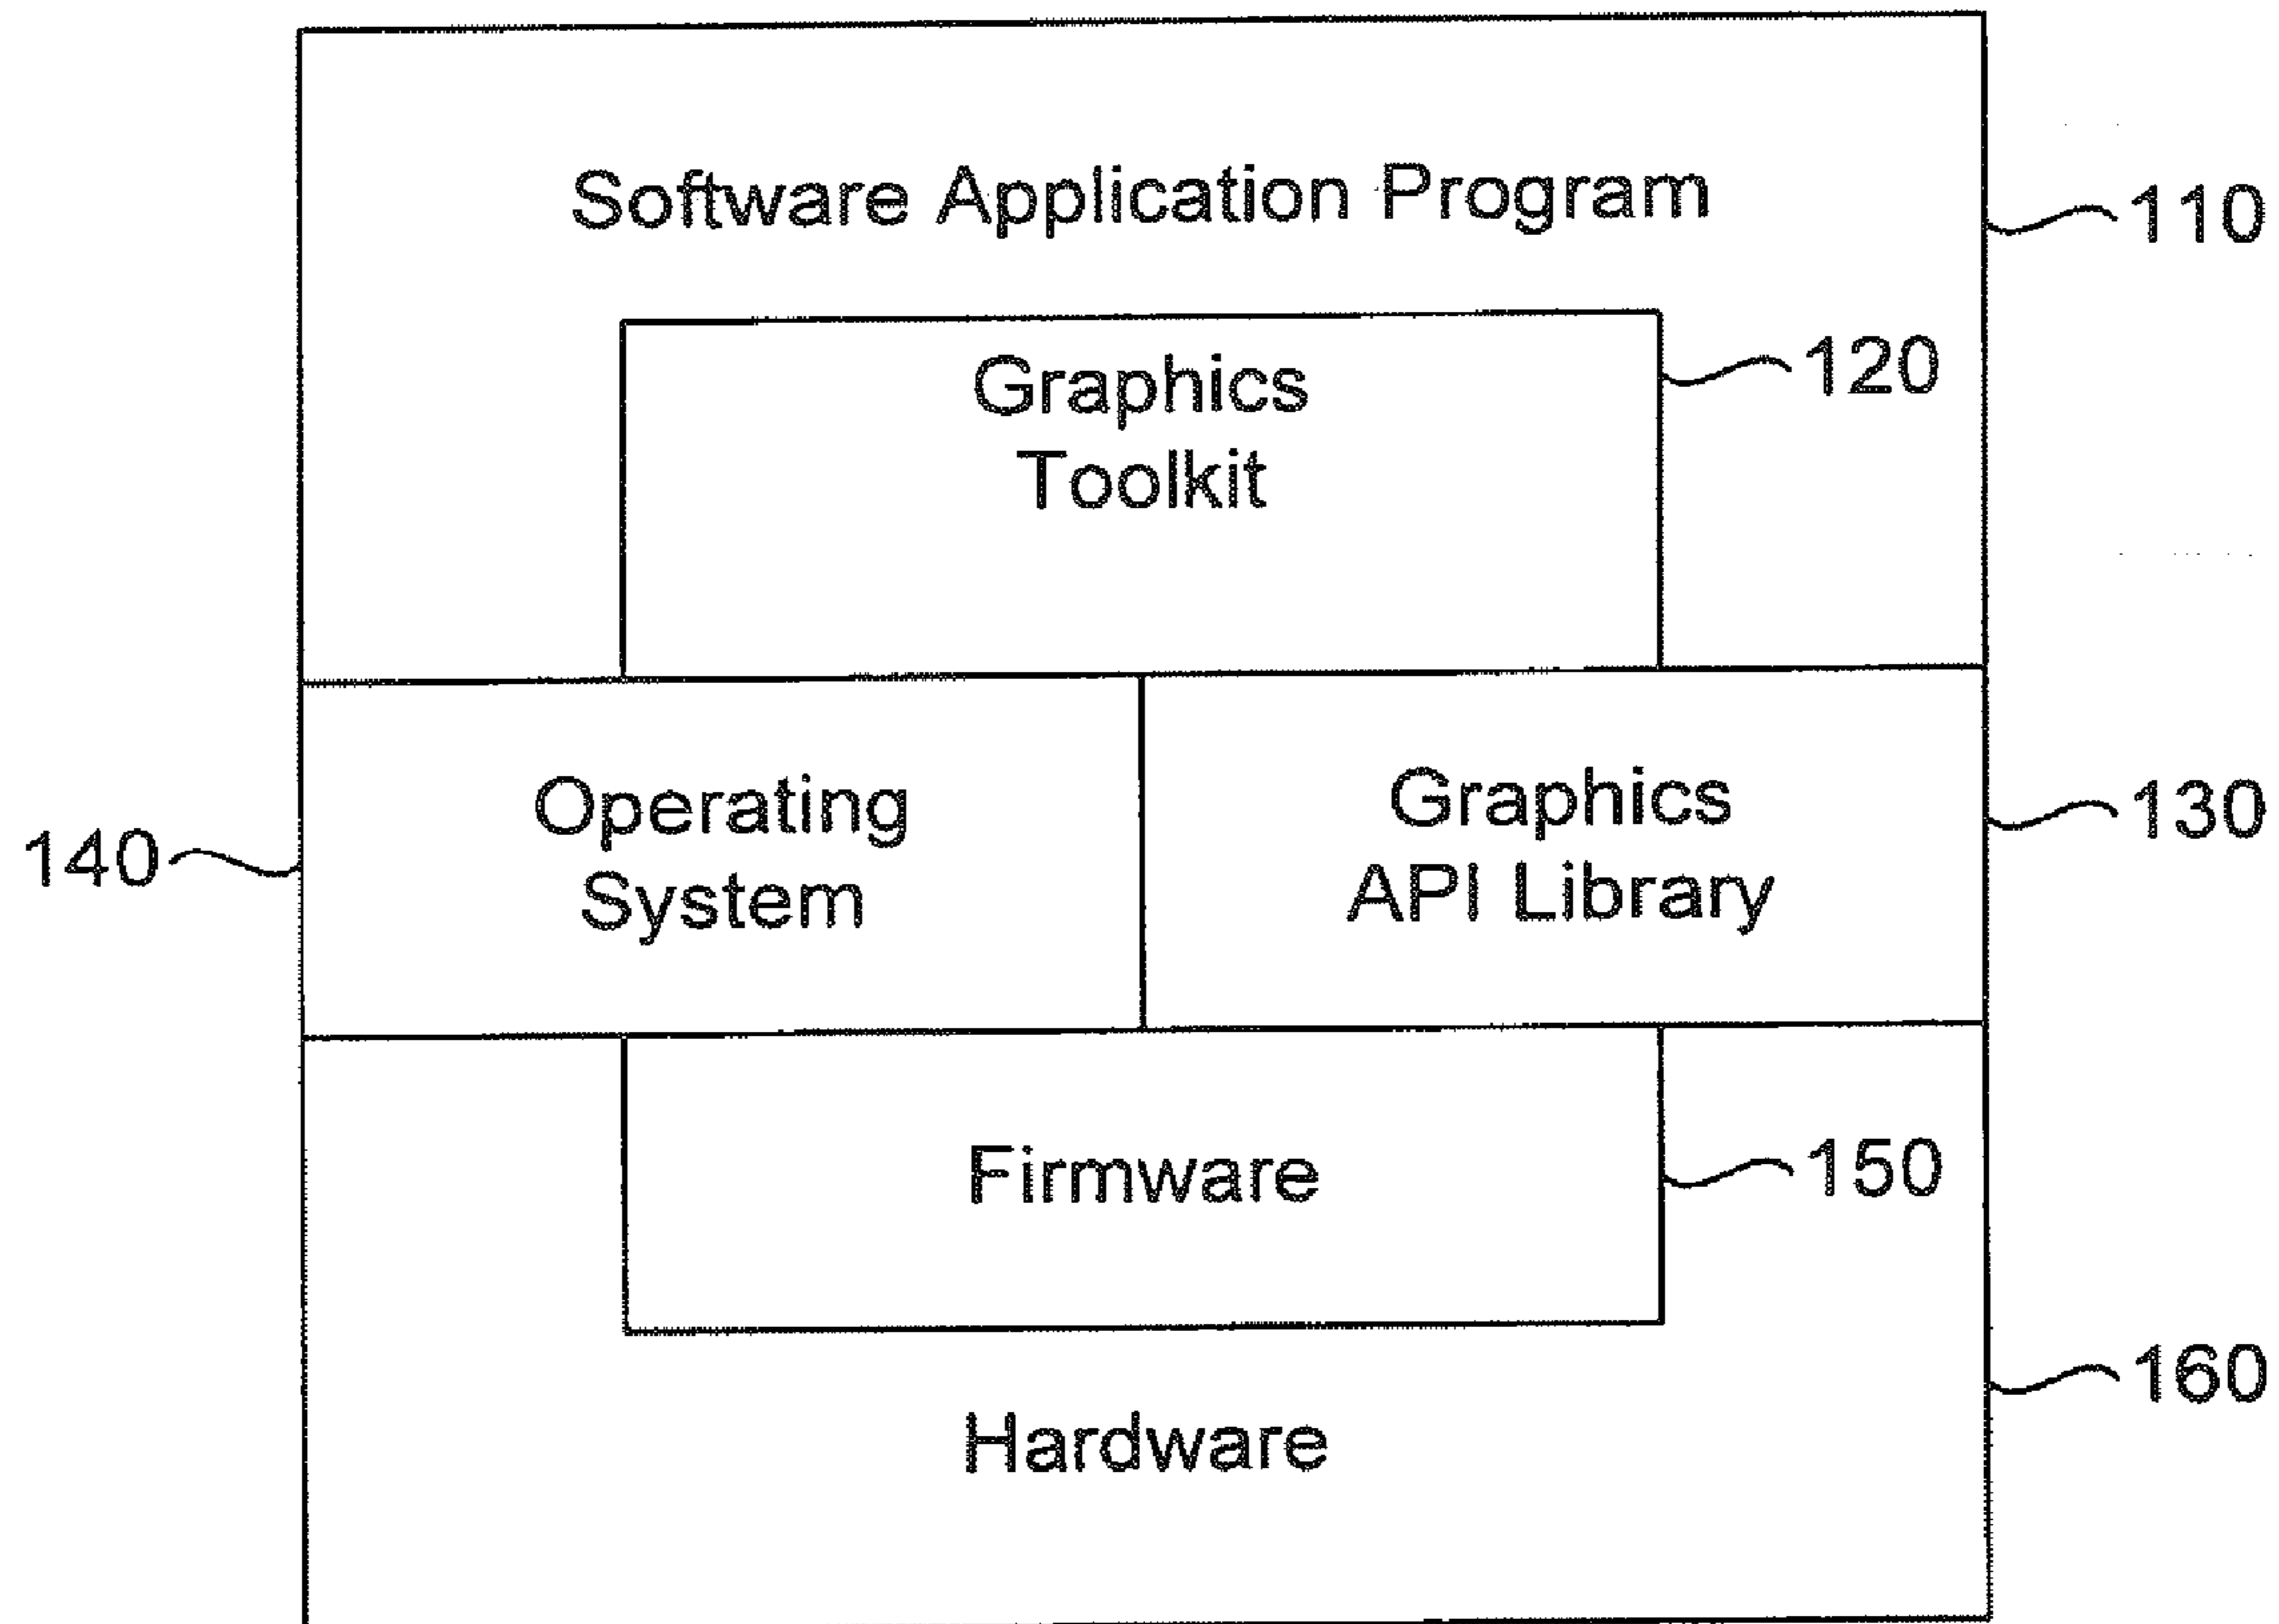 Software Application Program
110
Graphics
Toolkit
120
Operating
System
140
Graphics
API Library
130
Firmware
150
Hardware
160